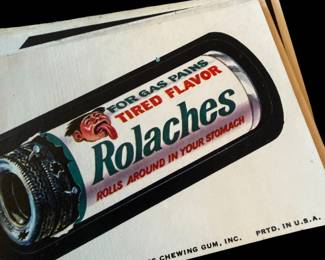 FOR GAS PAINS
TIRED FLAVOR
Rolaches
ROLLS AROUND IN YOUR STOMACH
CHEWING GUM, INC. PRTD. IN U.S.A.